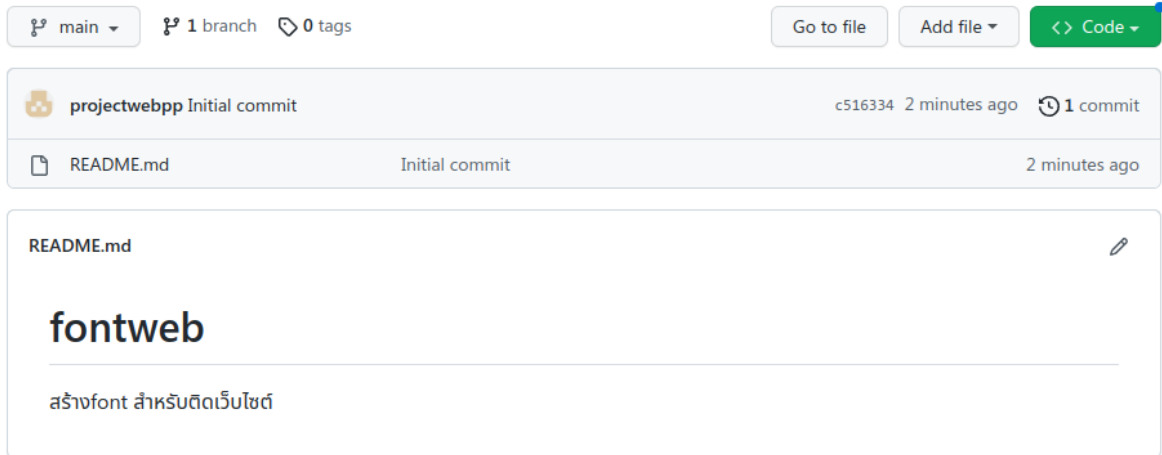 main 1 branch 0 tags Go to file Add file <> Code
projectwebpp Initial commit c516334 2 minutes ago 1 commit
README.md Initial commit 2 minutes ago
README.md
fontweb
สร้างfont สำหรับติดเว็บไซต์